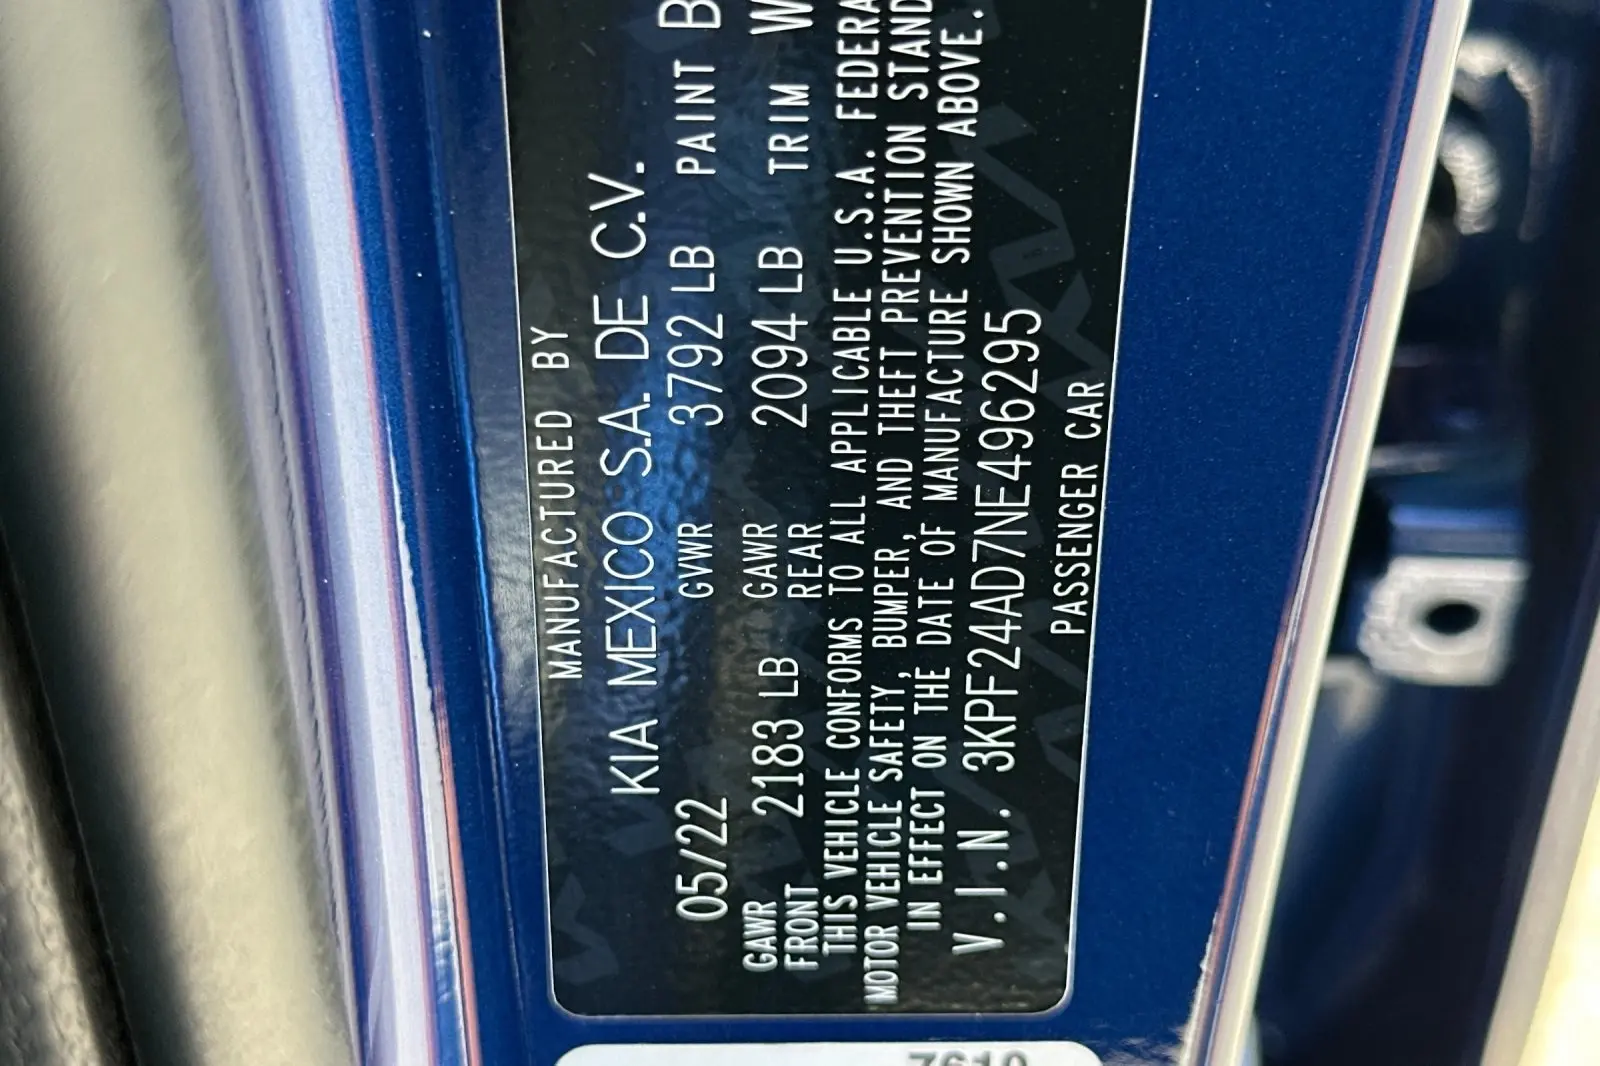 MANUFACTURED BY
KIA MEXICO S.A. DE C.V.
05/22 GVWR 3792 LB PAINT B
GAWR FRONT 2183 LB GAWR REAR 2094 LB TRIM W
THIS VEHICLE CONFORMS TO ALL APPLICABLE U.S.A. FEDERA
MOTOR VEHICLE SAFETY, BUMPER, AND THEFT PREVENTION STAND
IN EFFECT ON THE DATE OF MANUFACTURE SHOWN ABOVE.
V.I.N. 3KPF24AD7NE496295
PASSENGER CAR